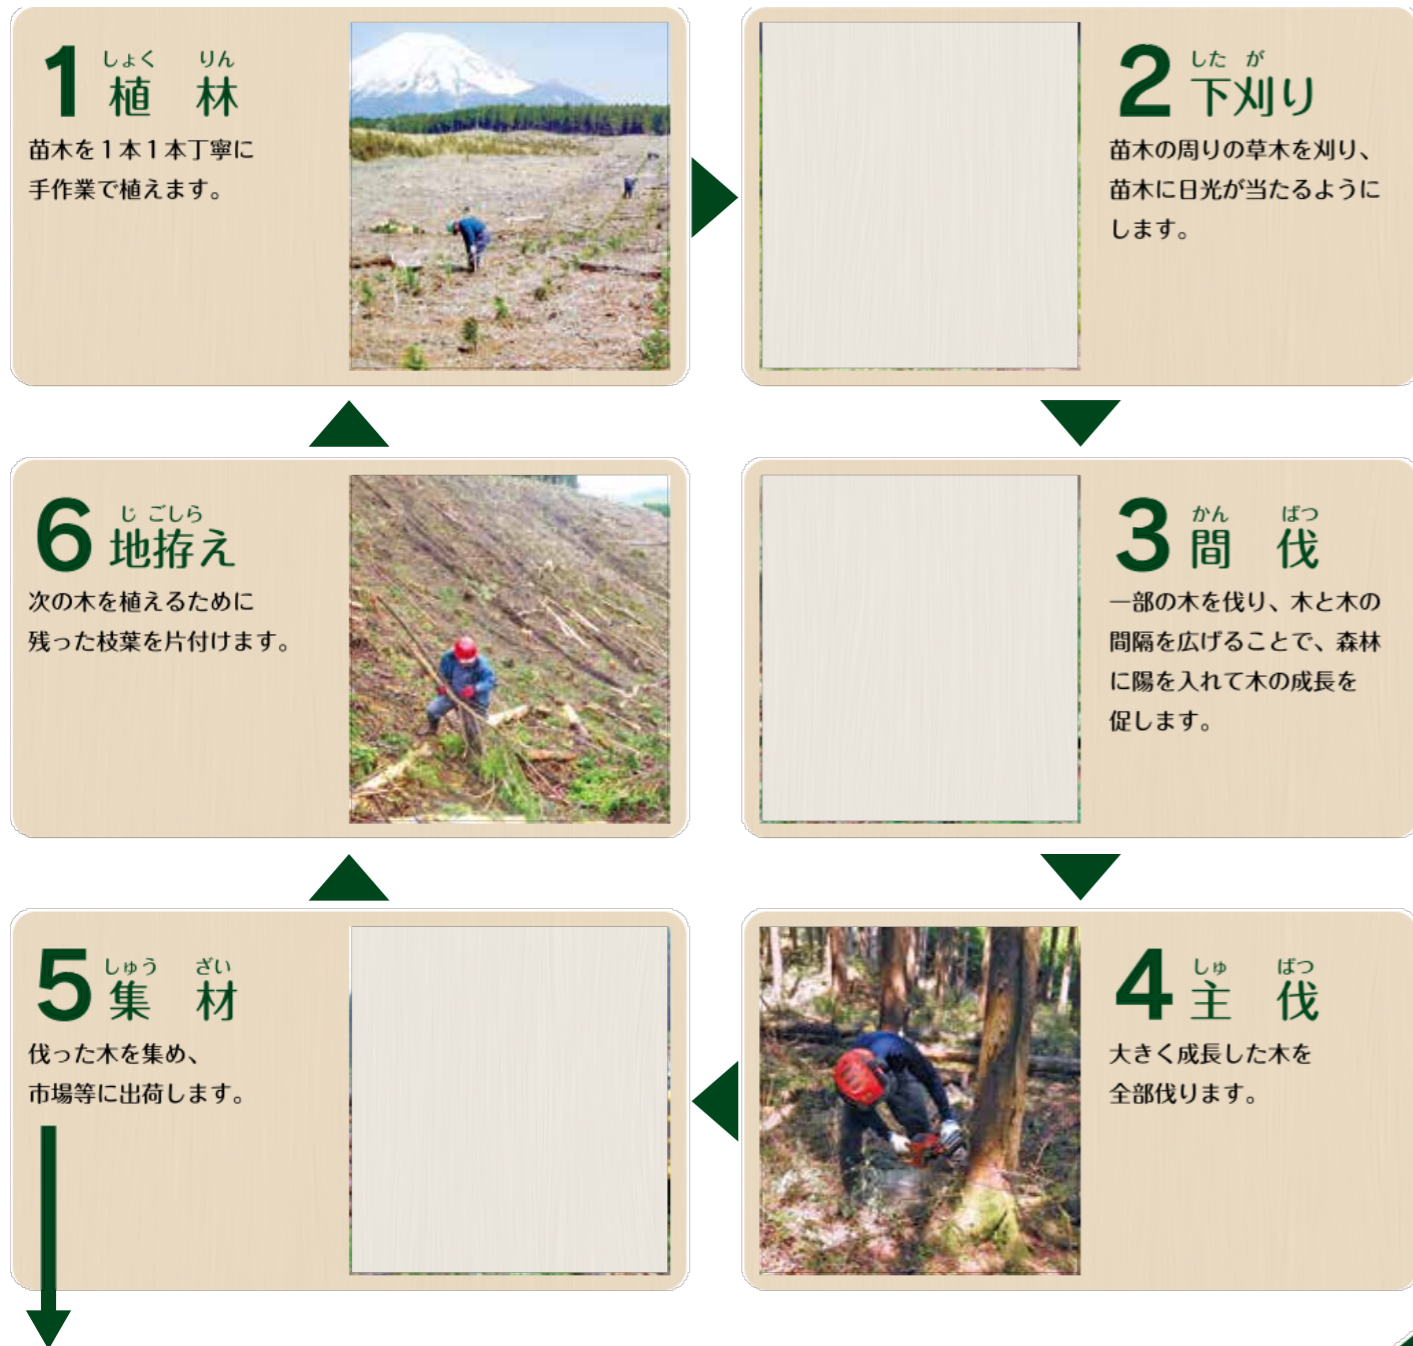 1 植林
しょくりん
苗木を1本1本丁寧に
手作業で植えます。
2 下刈り
したが
苗木の周りの草木を刈り、
苗木に日光が当たるように
します。
3 間伐
かんばつ
一部の木を伐り、木と木の
間隔を広げることで、森林
に陽を入れて木の成長を
促します。
4 主伐
しゅばつ
大きく成長した木を
全部伐ります。
5 集材
しゅうざい
伐った木を集め、
市場等に出荷します。
6 地拵え
じごしら
次の木を植えるために
残った枝葉を片付けます。